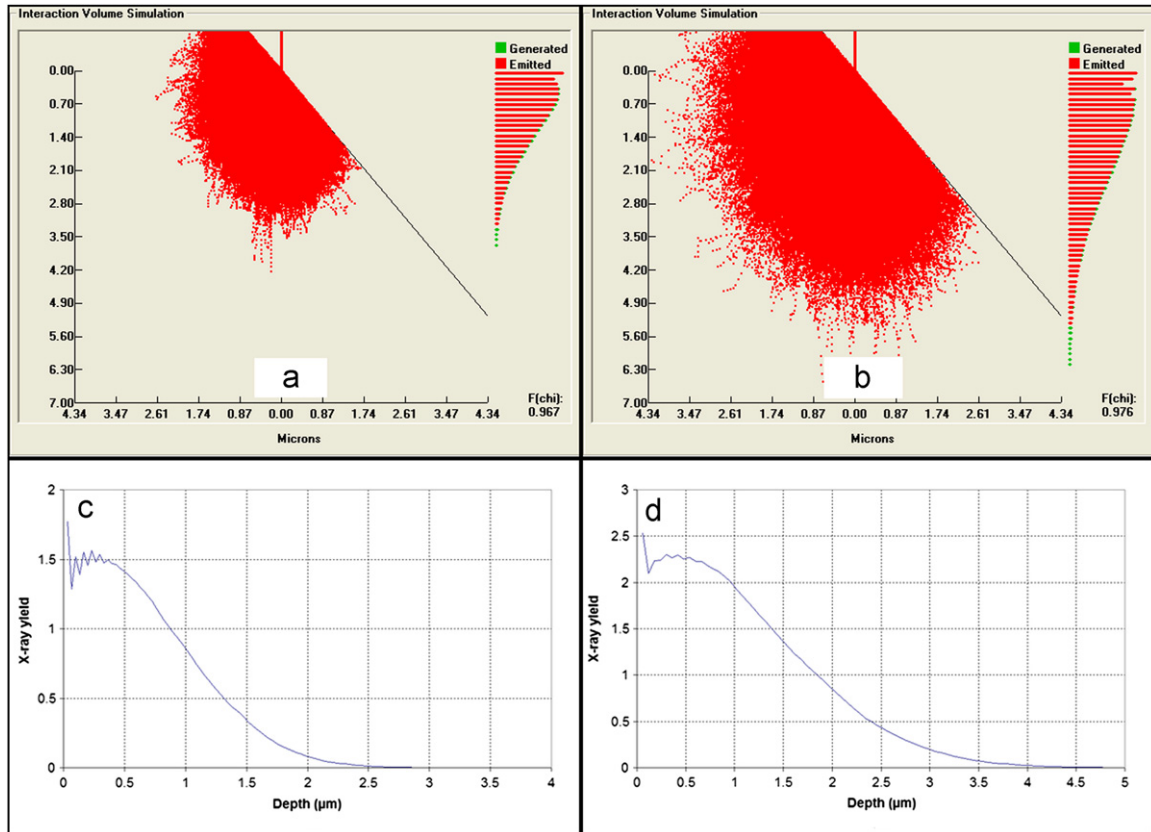 Interaction Volume Simulation
Generated
Emitted
0.00
0.70
1.40
2.10
2.80
3.50
4.20
4.90
5.60
6.30
7.00
a
4.34 3.47 2.61 1.74 0.87 0.00 0.87 1.74 2.61 3.47 4.34
Microns
F(chi):
0.967
Interaction Volume Simulation
Generated
Emitted
0.00
0.70
1.40
2.10
2.80
3.50
4.20
4.90
5.60
6.30
7.00
b
4.34 3.47 2.61 1.74 0.87 0.00 0.87 1.74 2.61 3.47 4.34
Microns
F(chi):
0.976
c
X-ray yield
2
1.5
1
0.5
0
0 0.5 1 1.5 2 2.5 3 3.5 4
Depth (µm)
d
X-ray yield
3
2.5
2
1.5
1
0.5
0
0 0.5 1 1.5 2 2.5 3 3.5 4 4.5 5
Depth (µm)